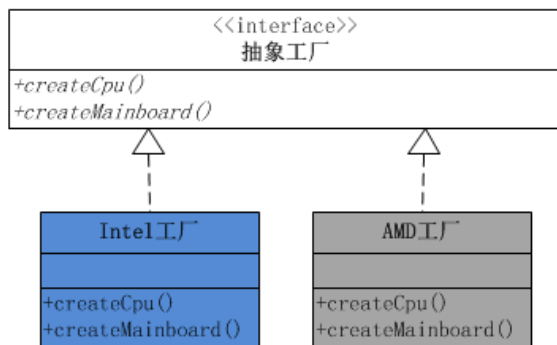 <<interface>>
抽象工厂
+createCpu()
+createMainboard()
Intel工厂
+createCpu()
+createMainboard()
AMD工厂
+createCpu()
+createMainboard()